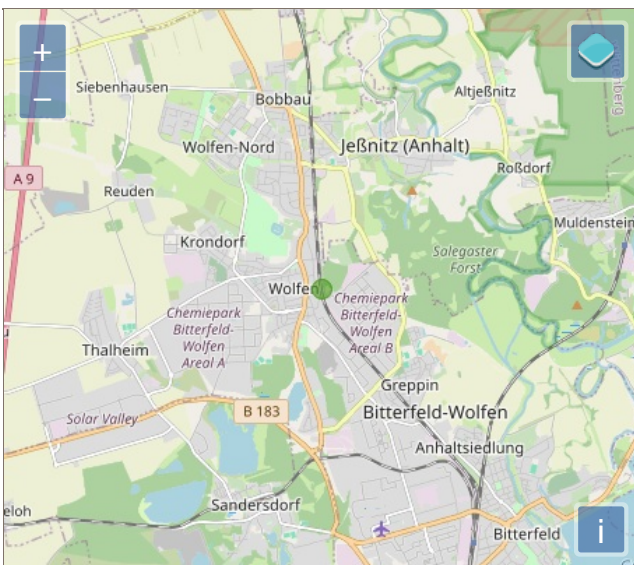 +
−
Siebenhausen
Bobbau
Altjeßnitz
Wolfen-Nord
Jeßnitz (Anhalt)
A 9
Roßdorf
Reuden
Muldenstein
Krondorf
Salegaster
Forst
Wolfen
Chemiepark
Bitterfeld-
Wolfen
Areal B
Chemiepark
Bitterfeld-
Wolfen
Areal A
Thalheim
Greppin
B 183
Bitterfeld-Wolfen
Solar Valley
Anhaltsiedlung
Sandersdorf
eloh
Bitterfeld
i